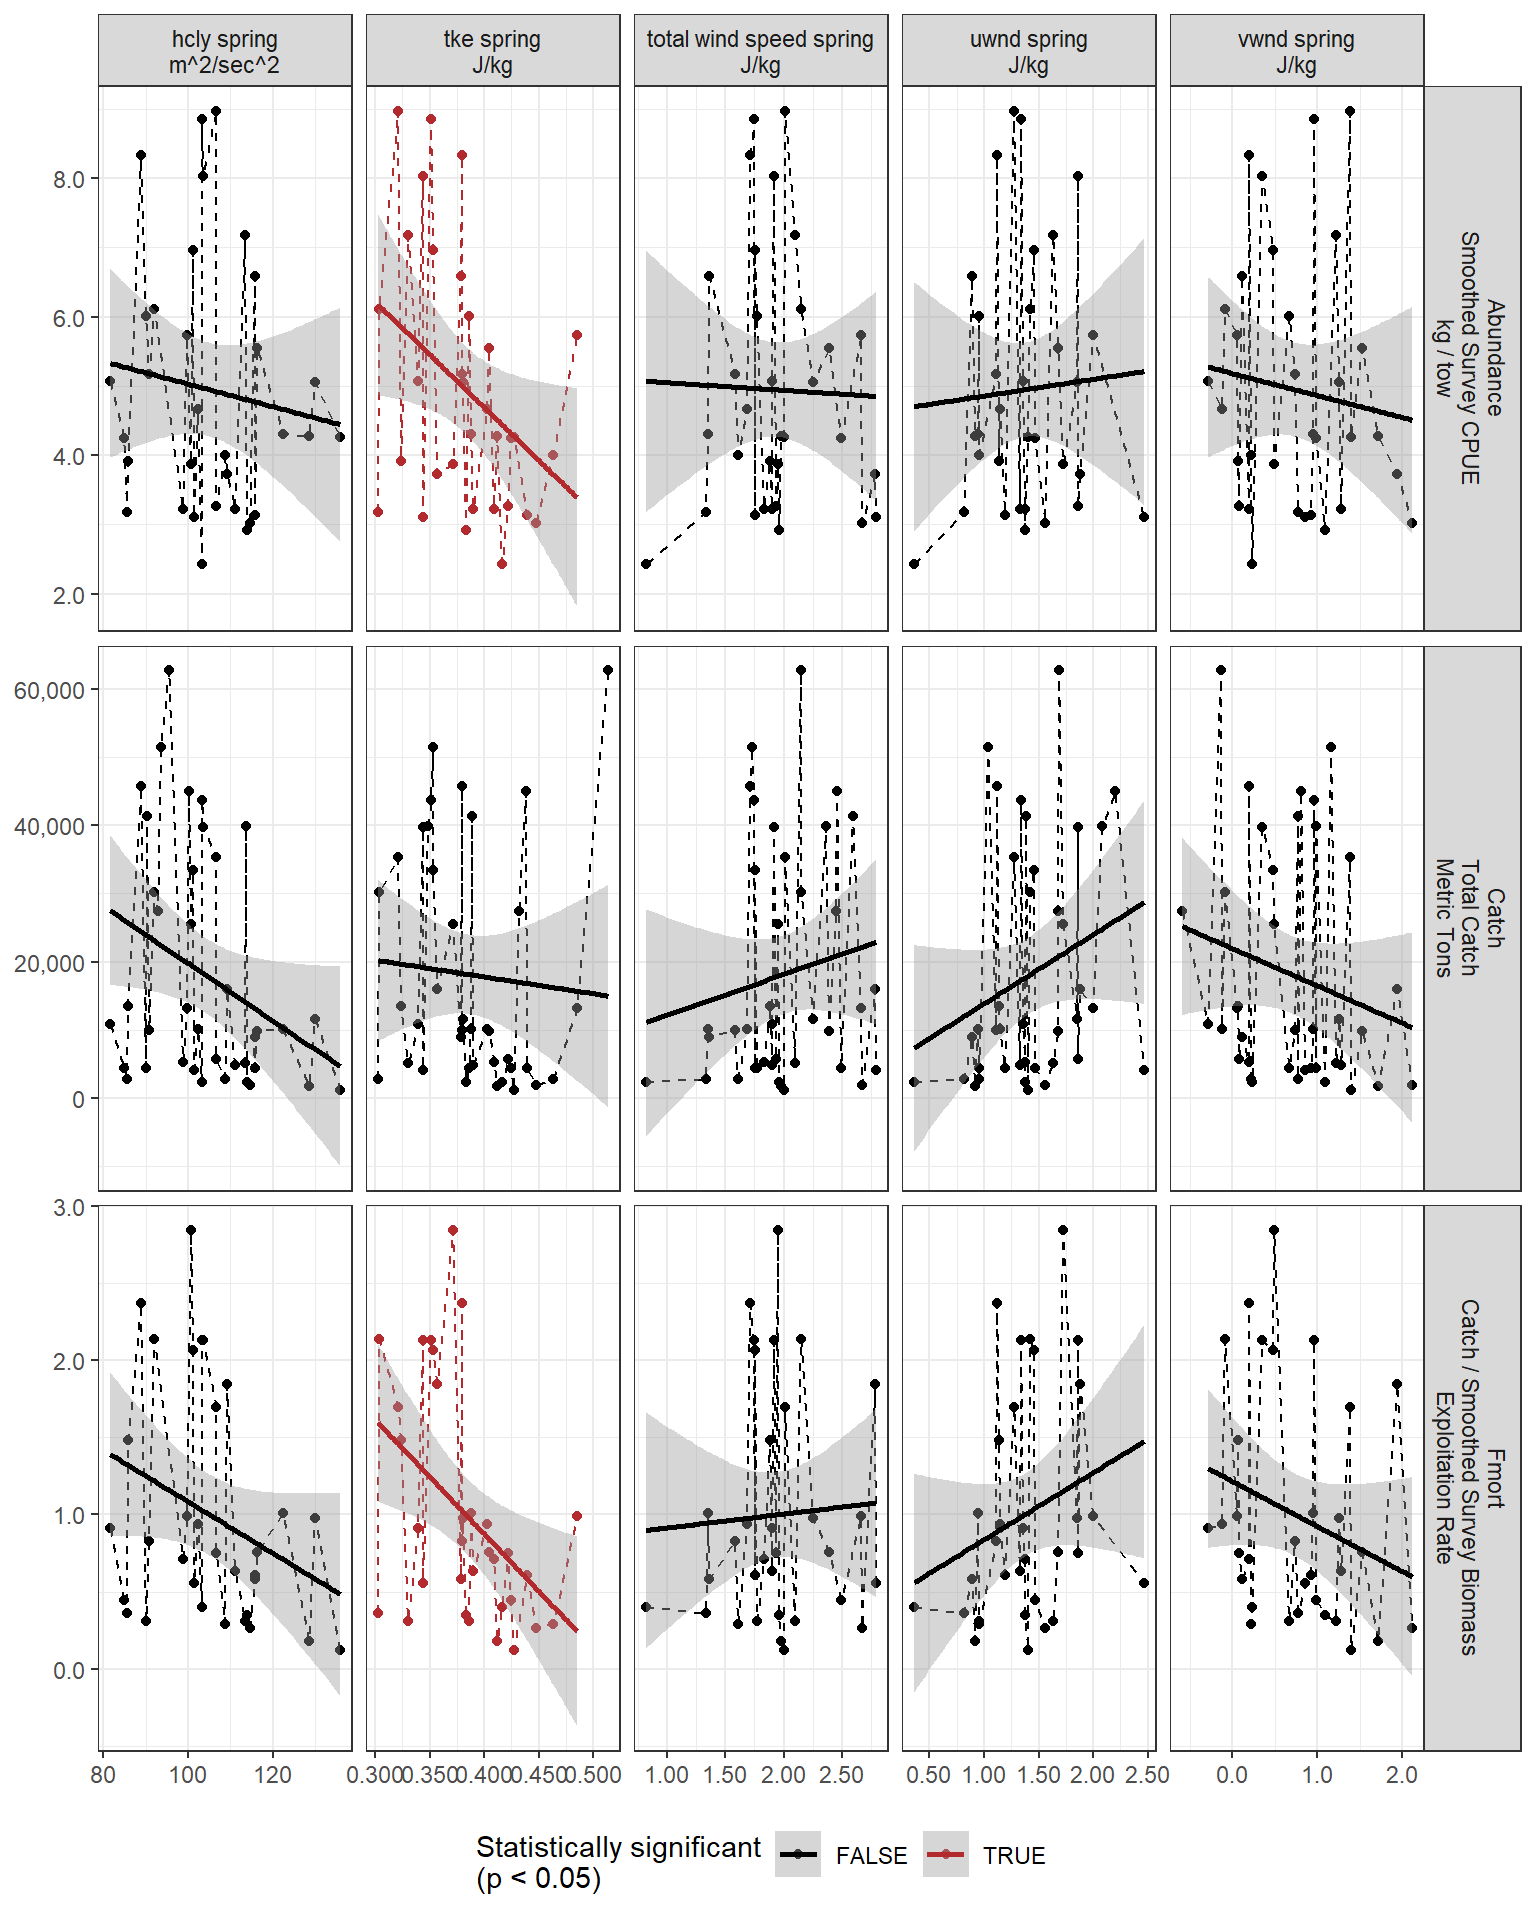 hcly spring
m^2/sec^2
tke spring
J/kg
total wind speed spring
J/kg
uwnd spring
J/kg
vwnd spring
J/kg
8.0
6.0
4.0
2.0
Abundance
Smoothed Survey CPUE
kg / tow
60,000
40,000
20,000
0
Catch
Total Catch
Metric Tons
3.0
2.0
1.0
0.0
Fmort
Catch / Smoothed Survey Biomass
Exploitation Rate
80 100 120
0.300 0.350 0.400 0.450 0.500
1.00 1.50 2.00 2.50
0.50 1.00 1.50 2.00 2.50
0.0 1.0 2.0
Statistically significant
(p < 0.05)
FALSE TRUE